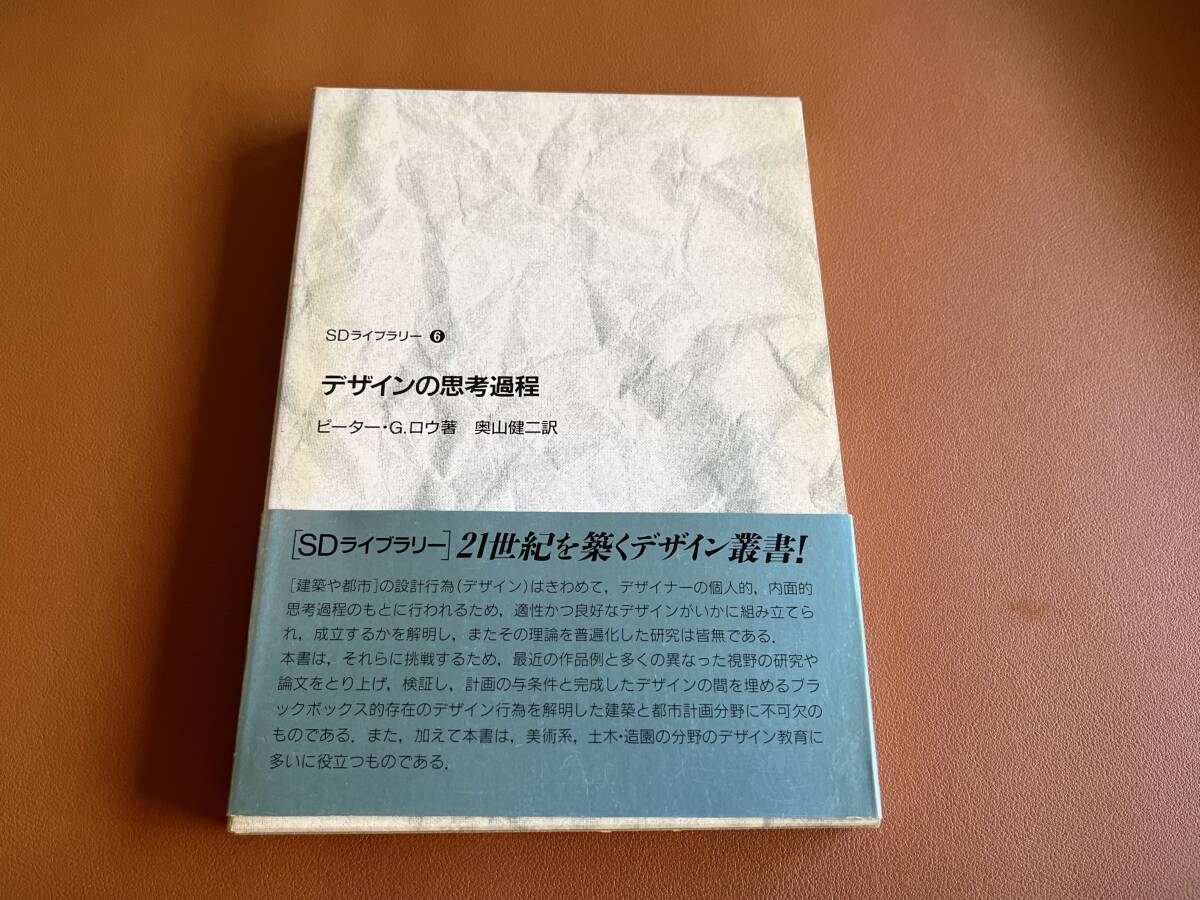 SDライブラリー ❻
デザインの思考過程
ピーター・G.ロウ著 奥山健二訳
[SDライブラリー]21世紀を築くデザイン叢書!
[建築や都市]の設計行為(デザイン)はきわめて,デザイナーの個人的,内面的
思考過程のもとに行われるため,適性かつ良好なデザインがいかに組み立てら
れ,成立するかを解明し,またその理論を普遍化した研究は皆無である.
本書は,それらに挑戦するため,最近の作品例と多くの異なった視野の研究や
論文をとり上げ,検証し,計画の与条件と完成したデザインの間を埋めるブラ
ックボックス的存在のデザイン行為を解明した建築と都市計画分野に不可欠の
ものである.また,加えて本書は,美術系,土木・造園の分野のデザイン教育に
多いに役立つものである.